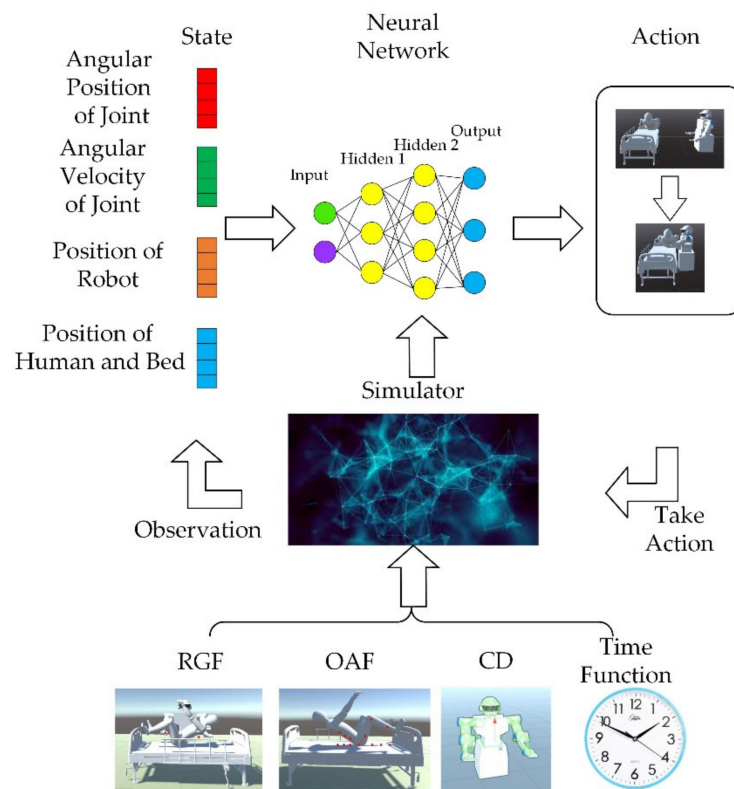 State
Neural
Network
Action
Angular
Position
of Joint
Angular
Velocity
of Joint
Position of
Robot
Position of
Human and Bed
Input
Hidden 1
Hidden 2
Output
Simulator
Observation
Take
Action
RGF
OAF
CD
Time
Function
12
1
2
3
4
5
6
7
8
9
10
11